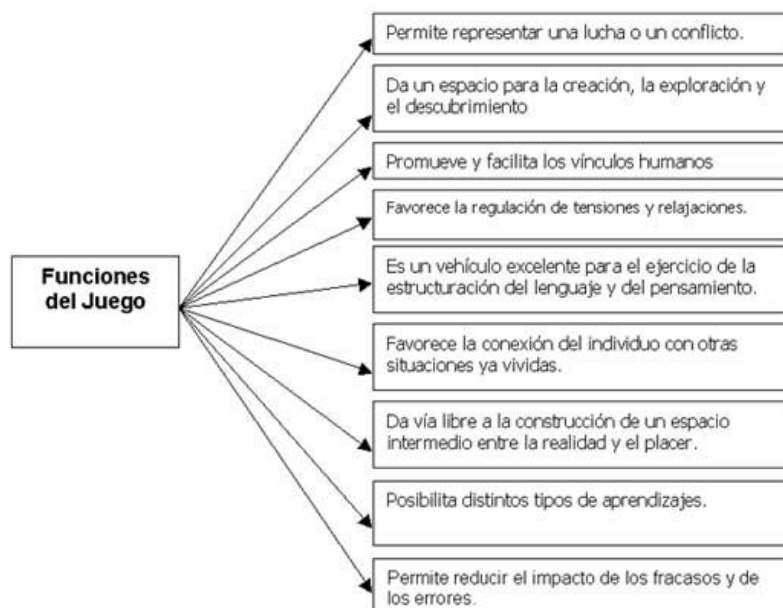 Funciones
del Juego
Permite representar una lucha o un conflicto.
Da un espacio para la creación, la exploración y
el descubrimiento
Promueve y facilita los vínculos humanos
Favorece la regulación de tensiones y relajaciones.
Es un vehículo excelente para el ejercicio de la
estructuración del lenguaje y del pensamiento.
Favorece la conexión del individuo con otras
situaciones ya vividas.
Da vía libre a la construcción de un espacio
intermedio entre la realidad y el placer.
Posibilita distintos tipos de aprendizajes.
Permite reducir el impacto de los fracasos y de
los errores.